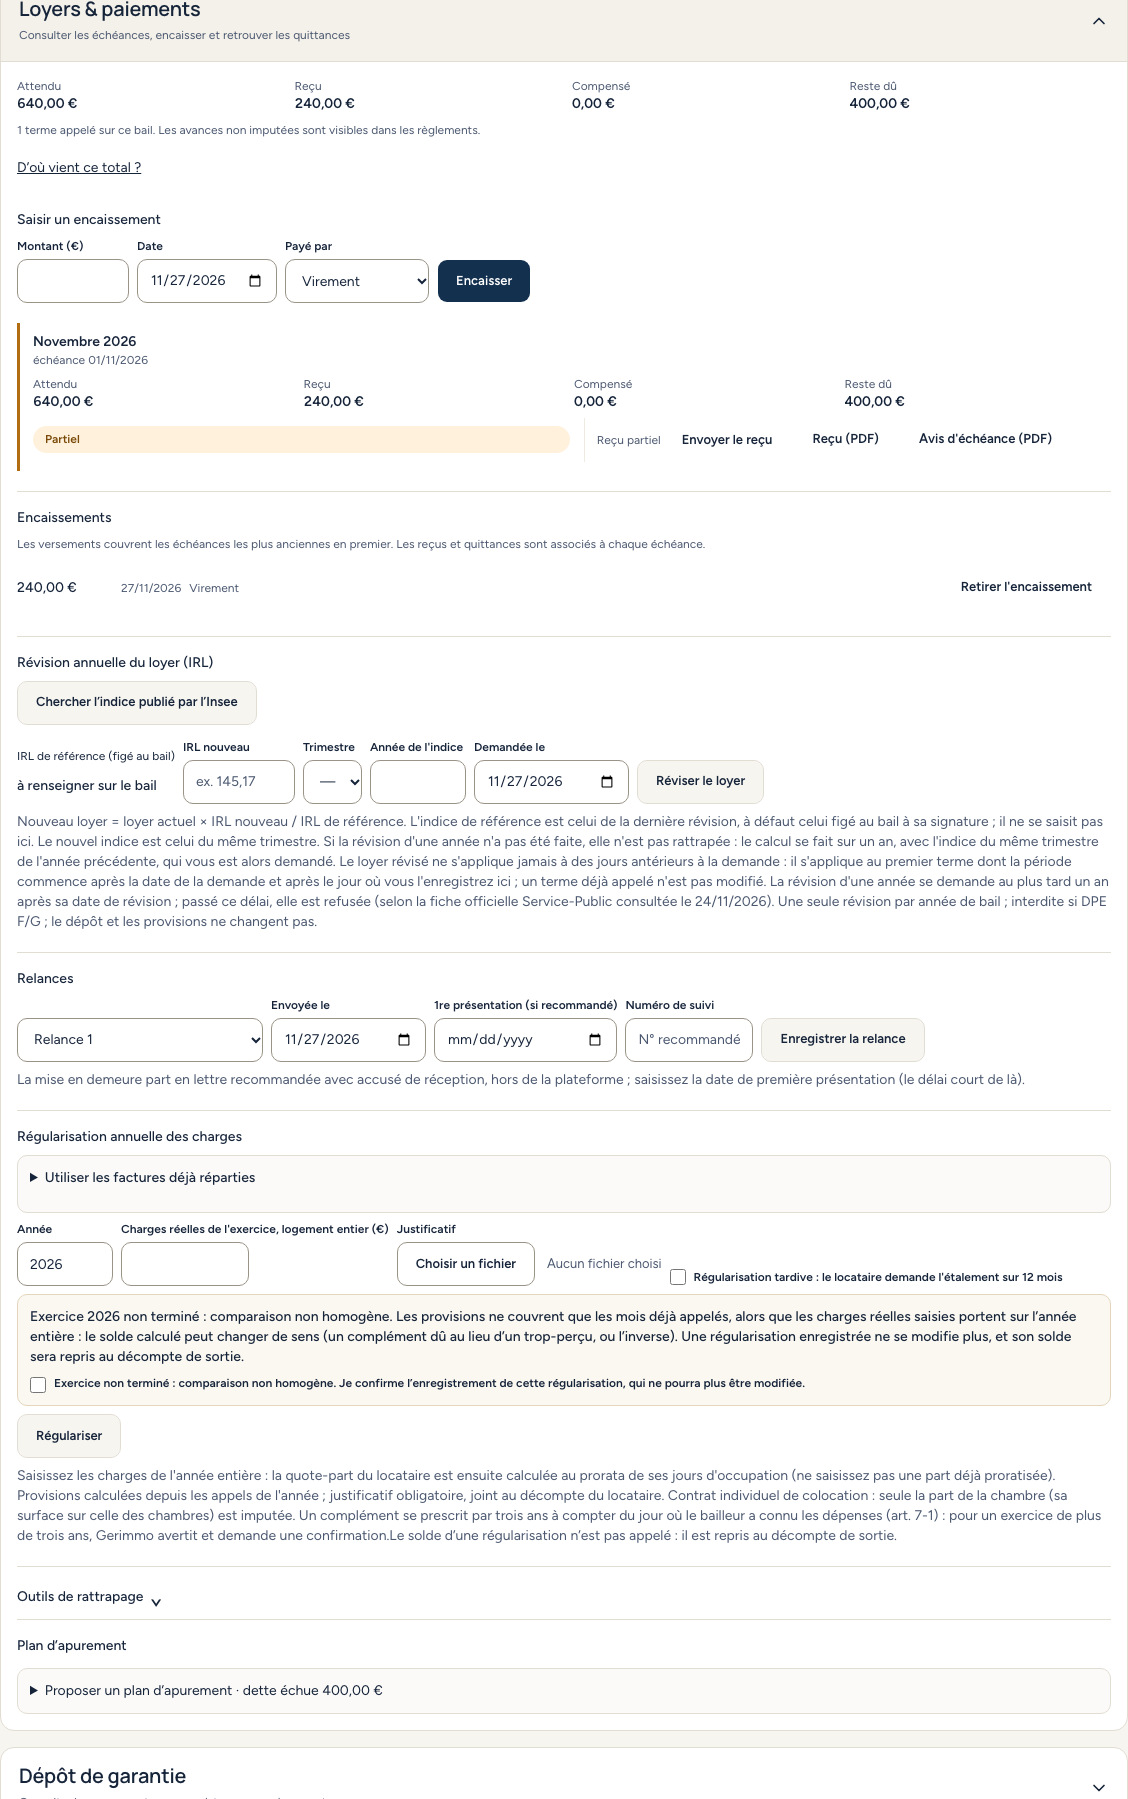 Loyers & paiements
Consulter les échéances, encaisser et retrouver les quittances
Attendu Reçu Compensé Reste dû
640,00 € 240,00 € 0,00 € 400,00 €
1 terme appelé sur ce bail. Les avances non imputées sont visibles dans les règlements.
D'où vient ce total ?
Saisir un encaissement
Montant (€) Date Payé par
11/27/2026 Virement Encaisser
Novembre 2026
échéance 01/11/2026
Attendu Reçu Compensé Reste dû
640,00 € 240,00 € 0,00 € 400,00 €
Partiel Reçu partiel Envoyer le reçu Reçu (PDF) Avis d'échéance (PDF)
Encaissements
Les versements couvrent les échéances les plus anciennes en premier. Les reçus et quittances sont associés à chaque échéance.
240,00 € 27/11/2026 Virement Retirer l'encaissement
Révision annuelle du loyer (IRL)
Chercher l'indice publié par l'Insee
IRL de référence (figé au bail) IRL nouveau Trimestre Année de l'indice Demandée le
à renseigner sur le bail ex. 145,17 — 11/27/2026 Réviser le loyer
Nouveau loyer = loyer actuel × IRL nouveau / IRL de référence. L'indice de référence est celui de la dernière révision, à défaut celui figé au bail à sa signature ; il ne se saisit pas
ici. Le nouvel indice est celui du même trimestre. Si la révision d'une année n'a pas été faite, elle n'est pas rattrapée : le calcul se fait sur un an, avec l'indice du même trimestre
de l'année précédente, qui vous est alors demandé. Le loyer révisé ne s'applique jamais à des jours antérieurs à la demande : il s'applique au premier terme dont la période
commence après la date de la demande et après le jour où vous l'enregistrez ici ; un terme déjà appelé n'est pas modifié. La révision d'une année se demande au plus tard un an
après sa date de révision ; passé ce délai, elle est refusée (selon la fiche officielle Service-Public consultée le 24/11/2026). Une seule révision par année de bail ; interdite si DPE
F/G ; le dépôt et les provisions ne changent pas.
Relances
Envoyée le 1re présentation (si recommandé) Numéro de suivi
Relance 1 11/27/2026 mm/dd/yyyy N° recommandé Enregistrer la relance
La mise en demeure part en lettre recommandée avec accusé de réception, hors de la plateforme ; saisissez la date de première présentation (le délai court de là).
Régularisation annuelle des charges
Utiliser les factures déjà réparties
Année Charges réelles de l'exercice, logement entier (€) Justificatif
2026 Choisir un fichier Aucun fichier choisi Régularisation tardive : le locataire demande l'étalement sur 12 mois
Exercice 2026 non terminé : comparaison non homogène. Les provisions ne couvrent que les mois déjà appelés, alors que les charges réelles saisies portent sur l'année
entière : le solde calculé peut changer de sens (un complément dû au lieu d'un trop-perçu, ou l'inverse). Une régularisation enregistrée ne se modifie plus, et son solde
sera repris au décompte de sortie.
Exercice non terminé : comparaison non homogène. Je confirme l'enregistrement de cette régularisation, qui ne pourra plus être modifiée.
Régulariser
Saisissez les charges de l'année entière : la quote-part du locataire est ensuite calculée au prorata de ses jours d'occupation (ne saisissez pas une part déjà proratisée).
Provisions calculées depuis les appels de l'année ; justificatif obligatoire, joint au décompte du locataire. Contrat individuel de colocation : seule la part de la chambre (sa
surface sur celle des chambres) est imputée. Un complément se prescrit par trois ans à compter du jour où le bailleur a connu les dépenses (art. 7-1) : pour un exercice de plus
de trois ans, Gerimmo avertit et demande une confirmation.Le solde d'une régularisation n'est pas appelé : il est repris au décompte de sortie.
Outils de rattrapage
Plan d'apurement
Proposer un plan d'apurement · dette échue 400,00 €
Dépôt de garantie